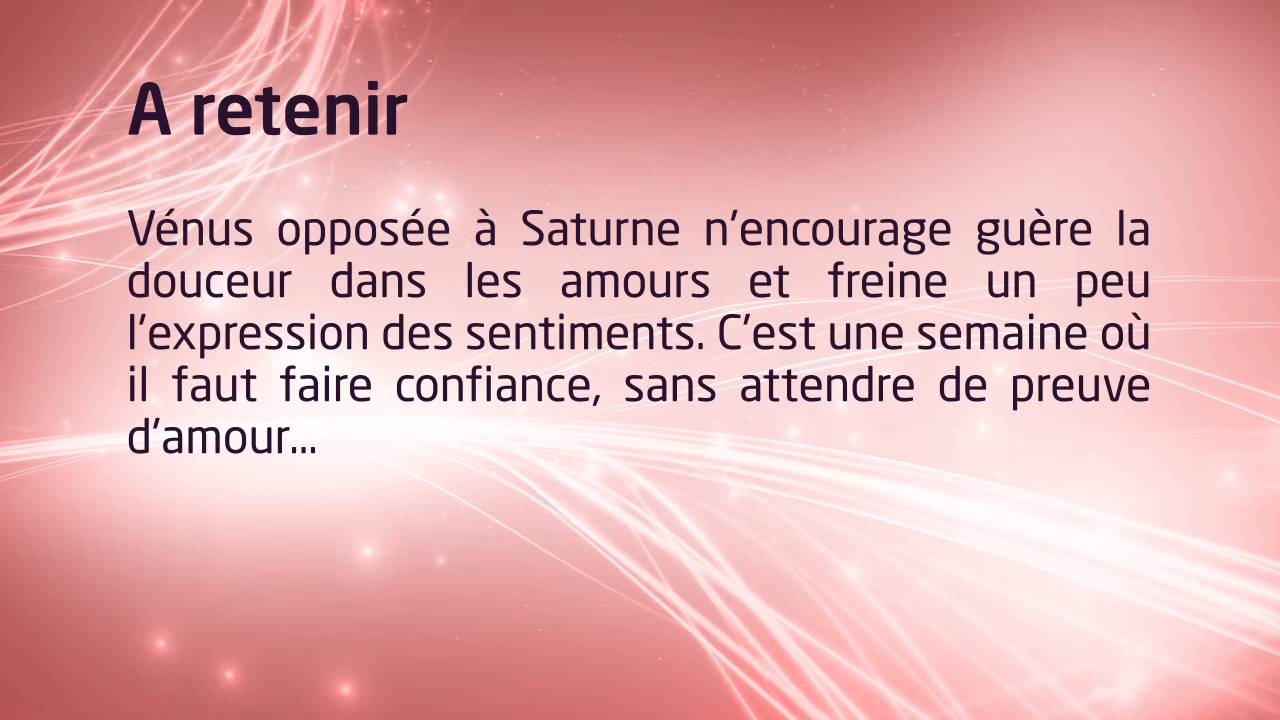 A retenir
Vénus opposée à Saturne n’encourage guère la
douceur dans les amours et freine un peu
l’expression des sentiments. C’est une semaine où
il faut faire confiance, sans attendre de preuve
d’amour...